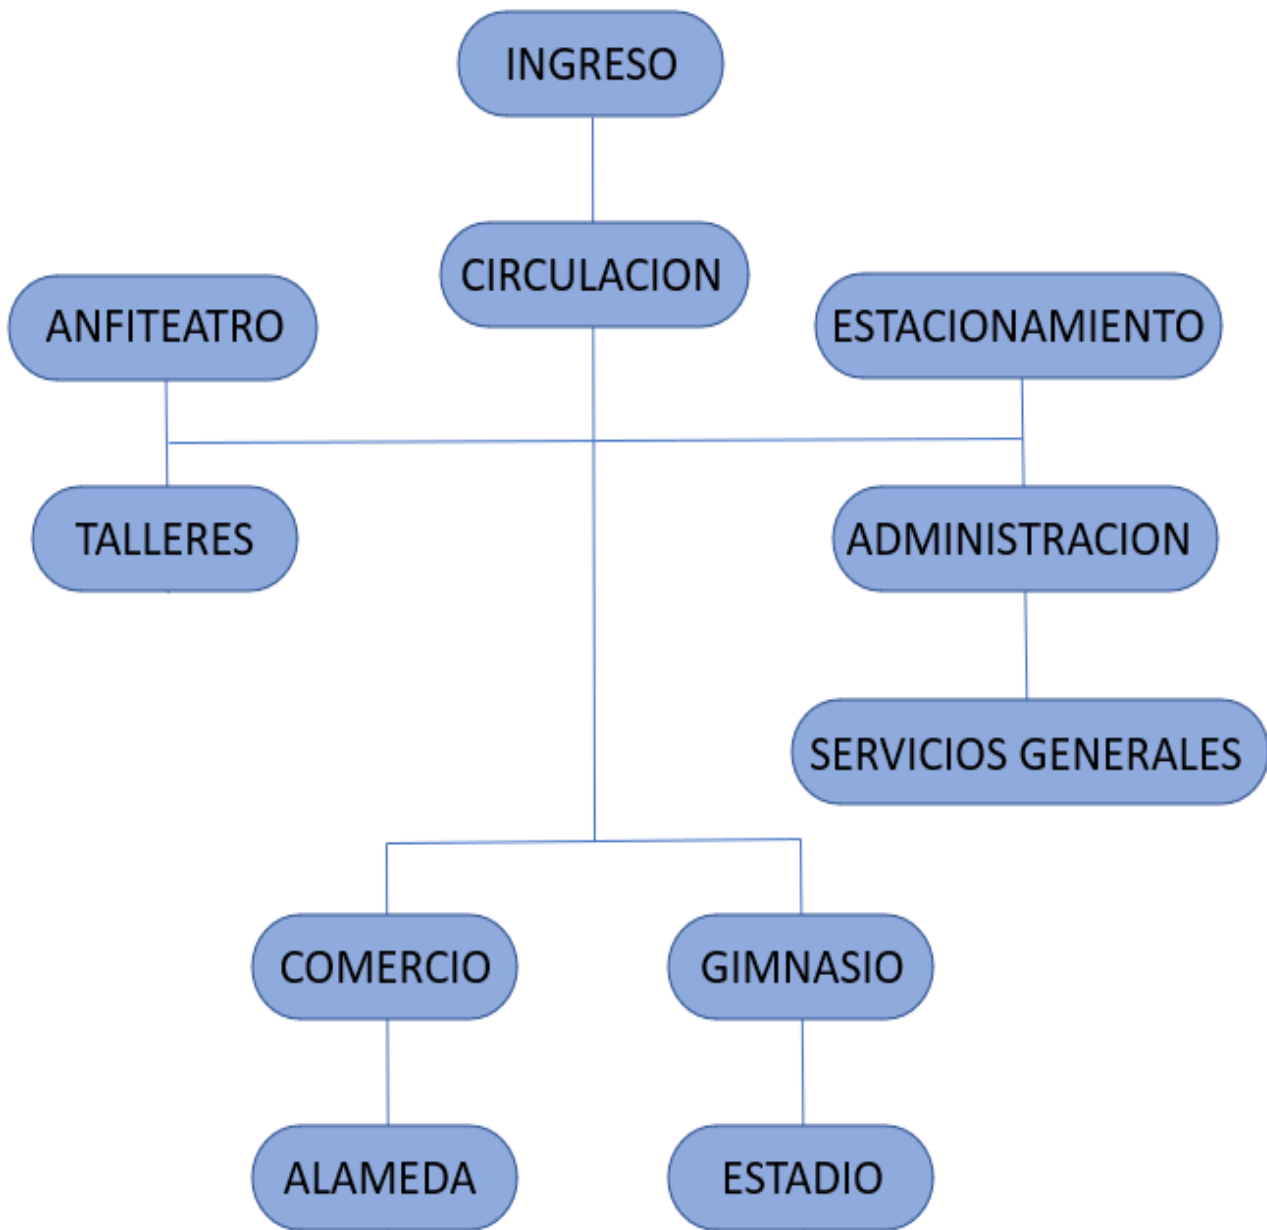 INGRESO
CIRCULACION
ANFITEATRO
ESTACIONAMIENTO
TALLERES
ADMINISTRACION
SERVICIOS GENERALES
COMERCIO
GIMNASIO
ALAMEDA
ESTADIO